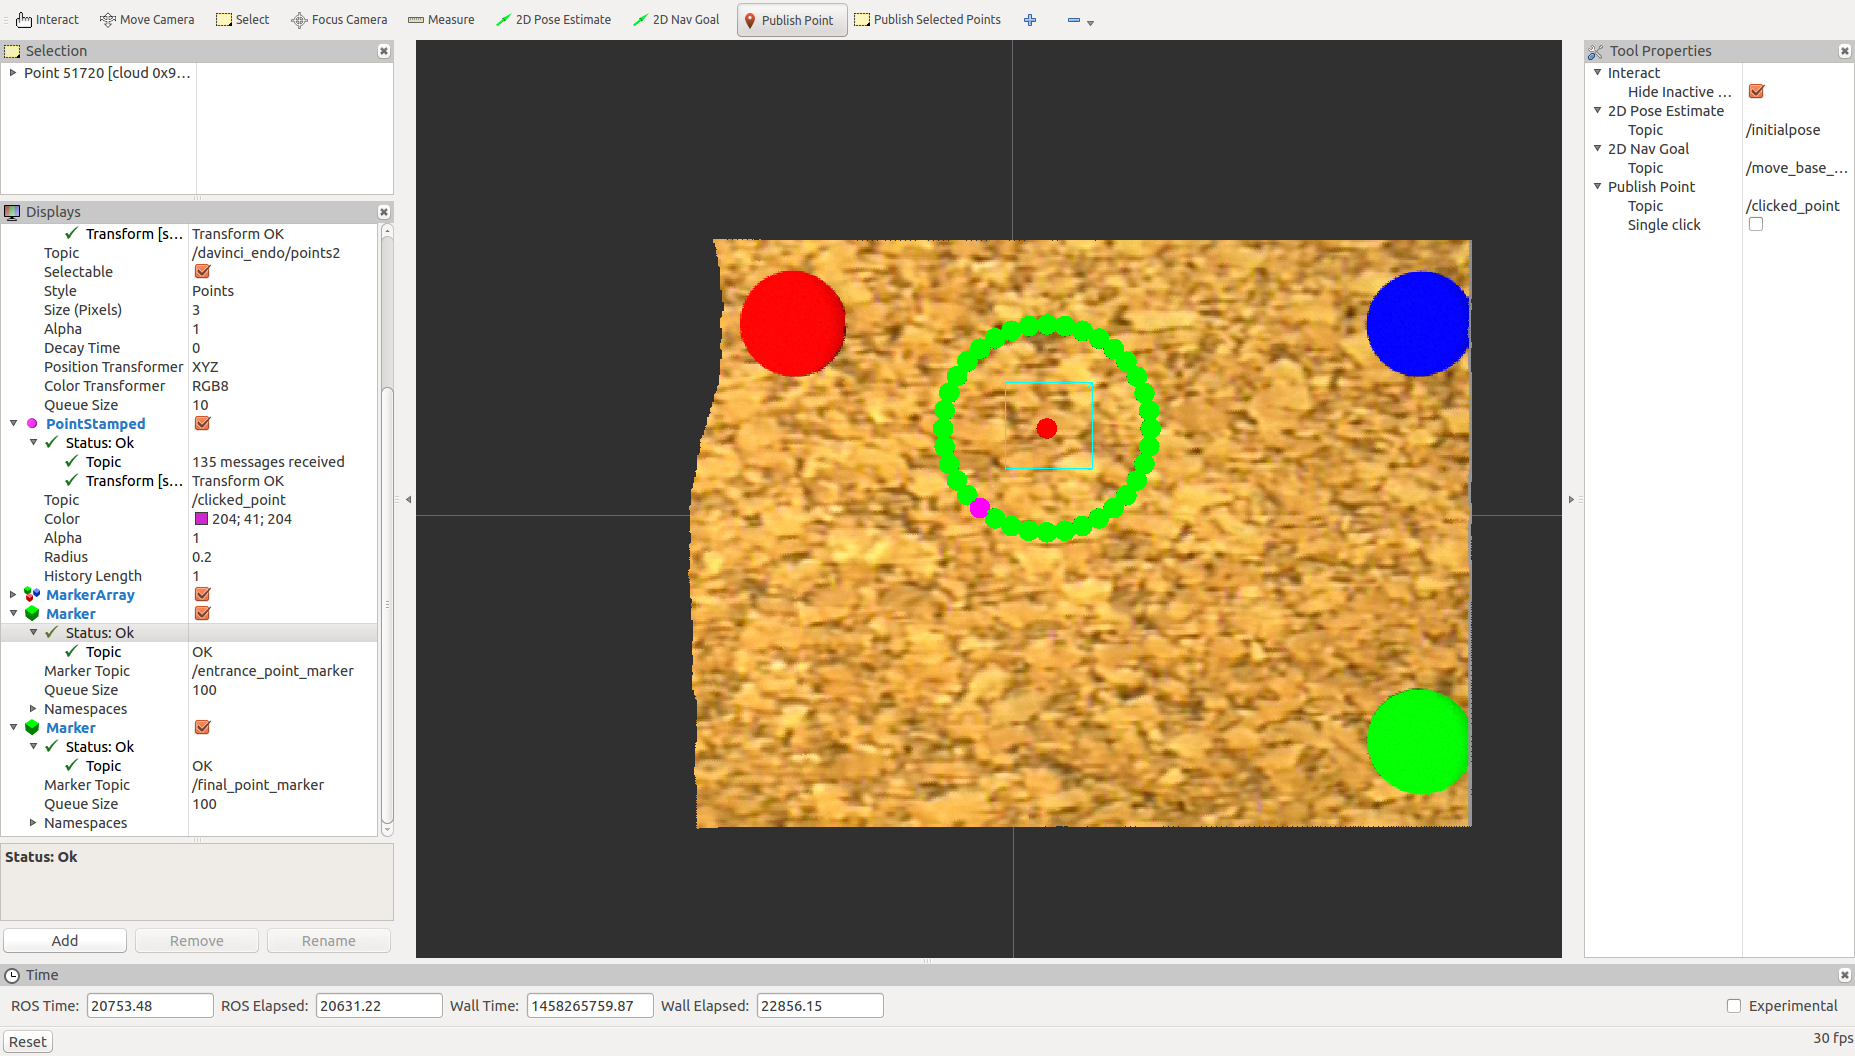 Interact Move Camera Select Focus Camera Measure 2D Pose Estimate 2D Nav Goal Publish Point Publish Selected Points
Selection
Point 51720 [cloud 0x9...
Displays
Transform [s... Transform OK
Topic /davinci_endo/points2
Selectable
Style Points
Size (Pixels) 3
Alpha 1
Decay Time 0
Position Transformer XYZ
Color Transformer RGB8
Queue Size 10
PointStamped
Status: Ok
Topic 135 messages received
Transform [s... Transform OK
Topic /clicked_point
Color 204; 41; 204
Alpha 1
Radius 0.2
History Length 1
MarkerArray
Marker
Status: Ok
Topic OK
Marker Topic /entrance_point_marker
Queue Size 100
Namespaces
Marker
Status: Ok
Topic OK
Marker Topic /final_point_marker
Queue Size 100
Namespaces
Status: Ok
Add Remove Rename
Tool Properties
Interact
Hide Inactive ...
2D Pose Estimate
Topic /initialpose
2D Nav Goal
Topic /move_base_...
Publish Point
Topic /clicked_point
Single click
Time
ROS Time: 20753.48 ROS Elapsed: 20631.22 Wall Time: 1458265759.87 Wall Elapsed: 22856.15 Experimental
Reset 30 fps